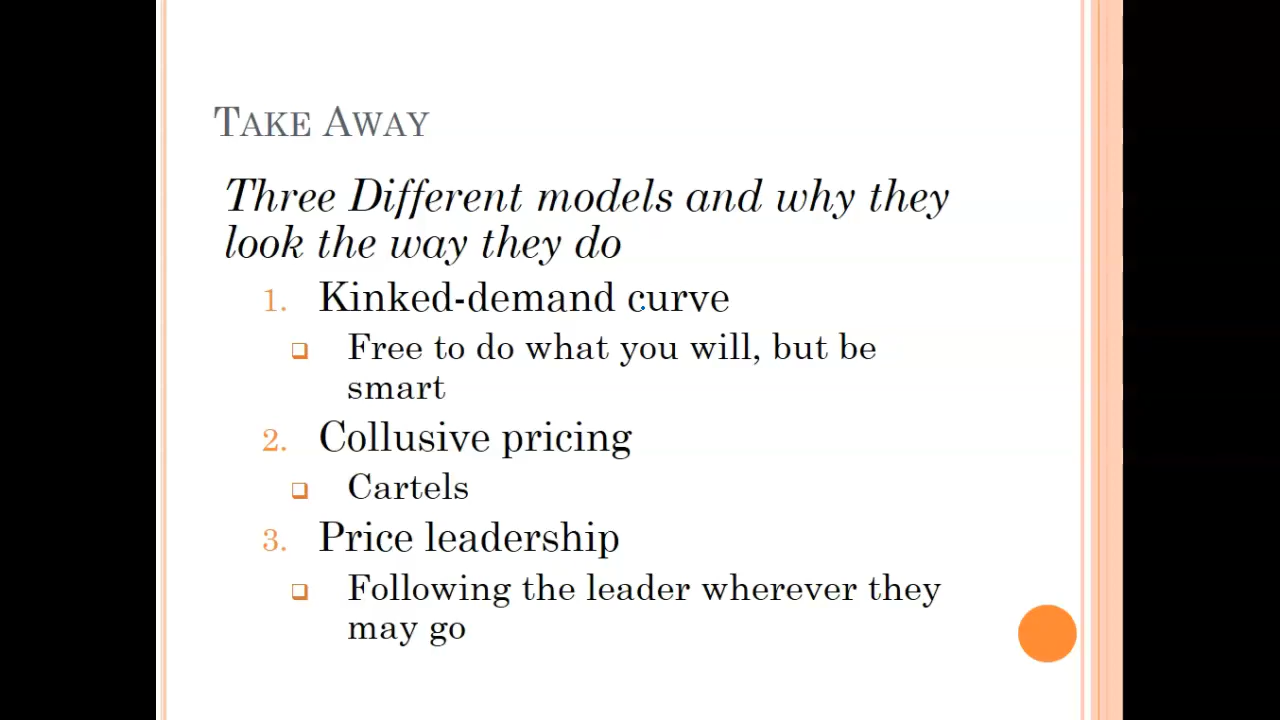 Take Away
Three Different models and why they
look the way they do
1. Kinked-demand curve
Free to do what you will, but be
smart
2. Collusive pricing
Cartels
3. Price leadership
Following the leader wherever they
may go